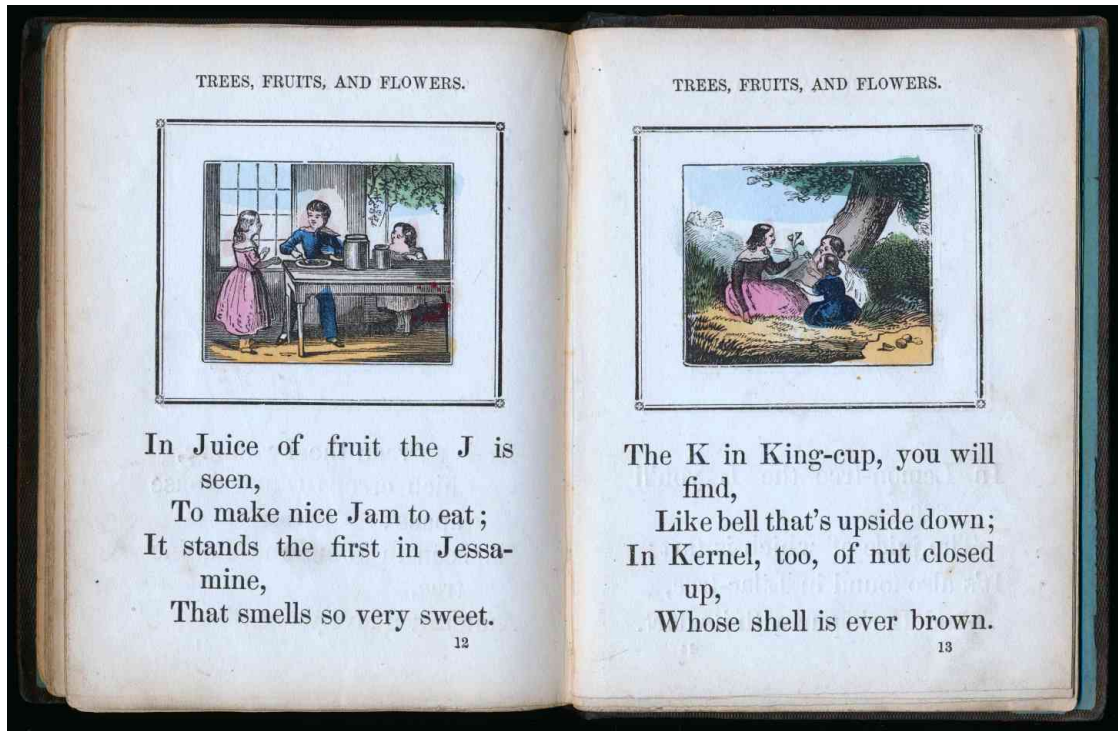 TREES, FRUITS, AND FLOWERS.
In Juice of fruit the J is
seen,
To make nice Jam to eat;
It stands the first in Jessa-
mine,
That smells so very sweet.
12
TREES, FRUITS, AND FLOWERS.
The K in King-cup, you will
find,
Like bell that's upside down;
In Kernel, too, of nut closed
up,
Whose shell is ever brown.
13